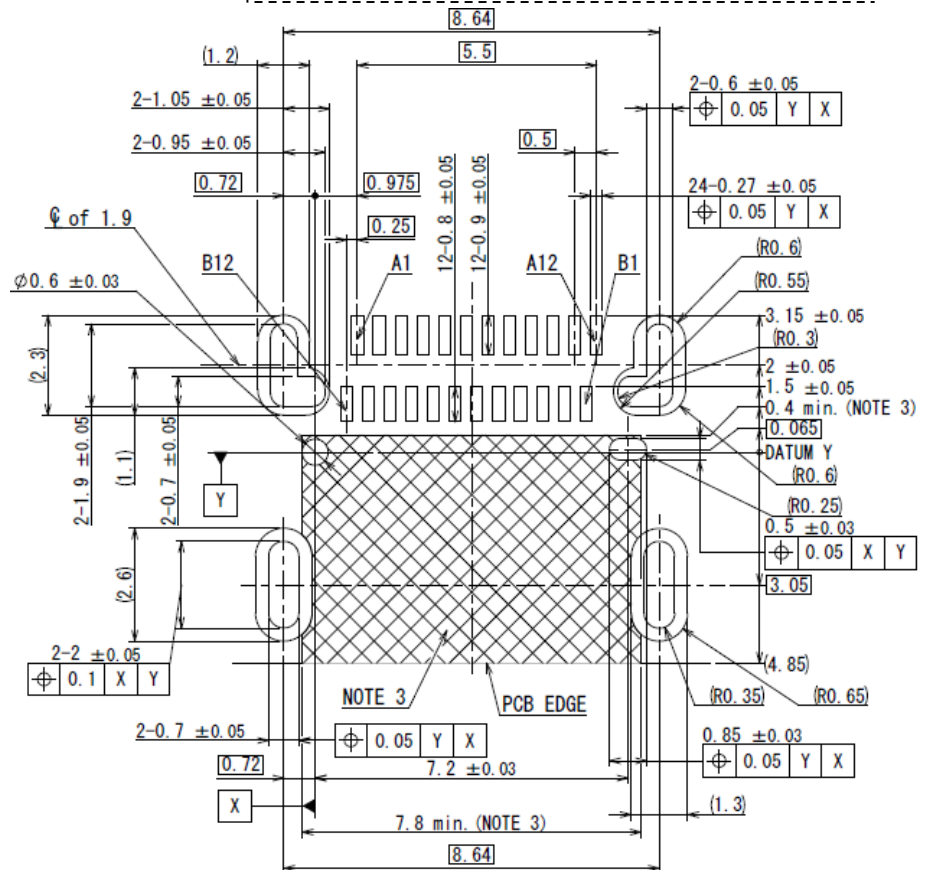 8.64
(1.2)
5.5
2-0.6 ±0.05
⌖ 0.05 Y X
2-1.05 ±0.05
2-0.95 ±0.05
0.5
0.72
0.975
12-0.8 ±0.05
12-0.9 ±0.05
24-0.27 ±0.05
⌖ 0.05 Y X
0.25
℄ of 1.9
B12
A1
A12
B1
(R0.6)
(R0.55)
φ0.6 ±0.03
3.15 ±0.05
(R0.3)
(2.3)
2 ±0.05
1.5 ±0.05
0.4 min. (NOTE 3)
0.065
DATUM Y
2-1.9 ±0.05
(1.1)
2-0.7 ±0.05
Y
(R0.6)
(R0.25)
0.5 ±0.03
⌖ 0.05 X Y
(2.6)
3.05
2-2 ±0.05
⌖ 0.1 X Y
(4.85)
NOTE 3
PCB EDGE
(R0.35)
(R0.65)
2-0.7 ±0.05
⌖ 0.05 Y X
0.85 ±0.03
⌖ 0.05 Y X
0.72
7.2 ±0.03
X
(1.3)
7.8 min. (NOTE 3)
8.64